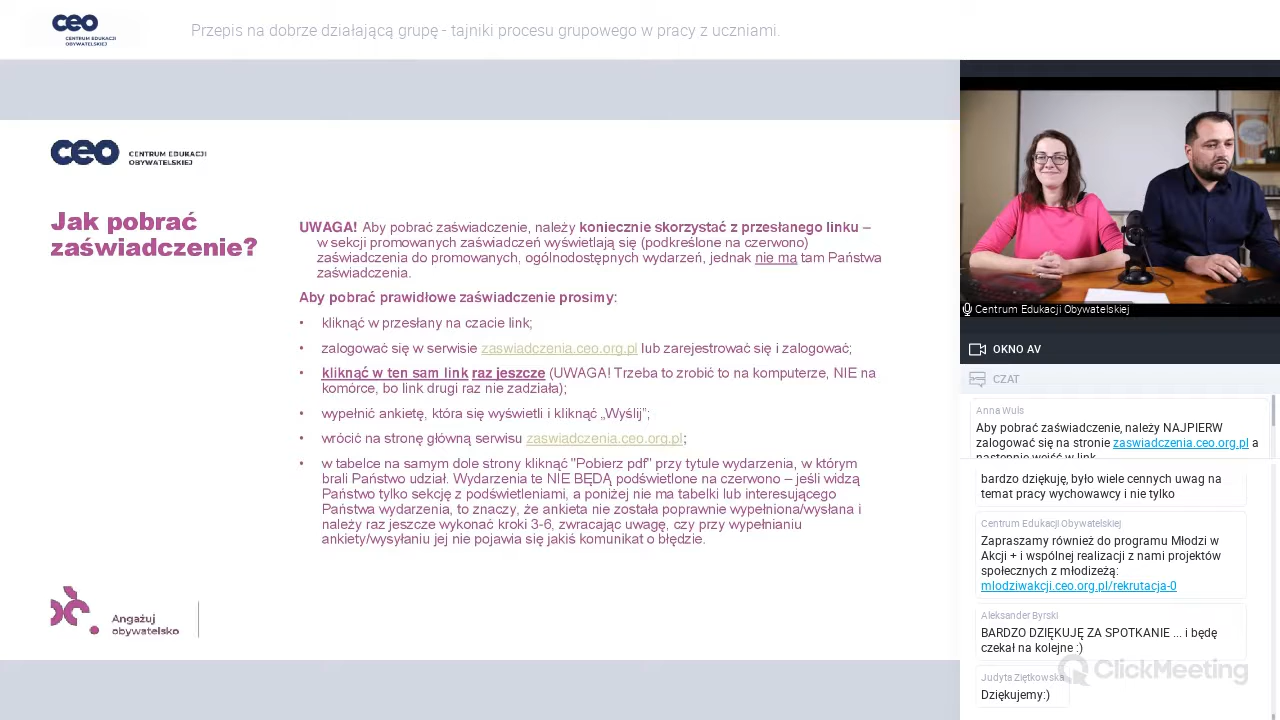 ceo
CENTRUM EDUKACJI
OBYWATELSKIEJ
Przepis na dobrze działającą grupę - tajniki procesu grupowego w pracy z uczniami.
ceo
CENTRUM EDUKACJI
OBYWATELSKIEJ
Jak pobrać
zaświadczenie?
UWAGA! Aby pobrać zaświadczenie, należy koniecznie skorzystać z przesłanego linku –
w sekcji promowanych zaświadczeń wyświetlają się (podkreślone na czerwono)
zaświadczenia do promowanych, ogólnodostępnych wydarzeń, jednak nie ma tam Państwa
zaświadczenia.
Aby pobrać prawidłowe zaświadczenie prosimy:
• kliknąć w przesłany na czacie link;
• zalogować się w serwisie zaswiadczenia.ceo.org.pl lub zarejestrować się i zalogować;
• kliknąć w ten sam link raz jeszcze (UWAGA! Trzeba to zrobić to na komputerze, NIE na
komórce, bo link drugi raz nie zadziała);
• wypełnić ankietę, która się wyświetli i kliknąć „Wyślij”;
• wrócić na stronę główną serwisu zaswiadczenia.ceo.org.pl;
• w tabelce na samym dole strony kliknąć "Pobierz pdf" przy tytule wydarzenia, w którym
brali Państwo udział. Wydarzenia te NIE BĘDĄ podświetlone na czerwono – jeśli widzą
Państwo tylko sekcję z podświetleniami, a poniżej nie ma tabelki lub interesującego
Państwa wydarzenia, to znaczy, że ankieta nie została poprawnie wypełniona/wysłana i
należy raz jeszcze wykonać kroki 3-6, zwracając uwagę, czy przy wypełnianiu
ankiety/wysyłaniu jej nie pojawia się jakiś komunikat o błędzie.
Angażuj
obywatelsko
Centrum Edukacji Obywatelskiej
OKNO AV
CZAT
Anna Wuls
Aby pobrać zaświadczenie, należy NAJPIERW
zalogować się na stronie zaswiadczenia.ceo.org.pl a
następnie wejść w link
bardzo dziękuję, było wiele cennych uwag na
temat pracy wychowawcy i nie tylko
Centrum Edukacji Obywatelskiej
Zapraszamy również do programu Młodzi w
Akcji + i wspólnej realizacji z nami projektów
społecznych z młodizeżą:
mlodziwakcji.ceo.org.pl/rekrutacja-0
Aleksander Byrski
BARDZO DZIĘKUJĘ ZA SPOTKANIE ... i będę
czekał na kolejne :)
ClickMeeting
Judyta Ziętkowska
Dziękujemy:)